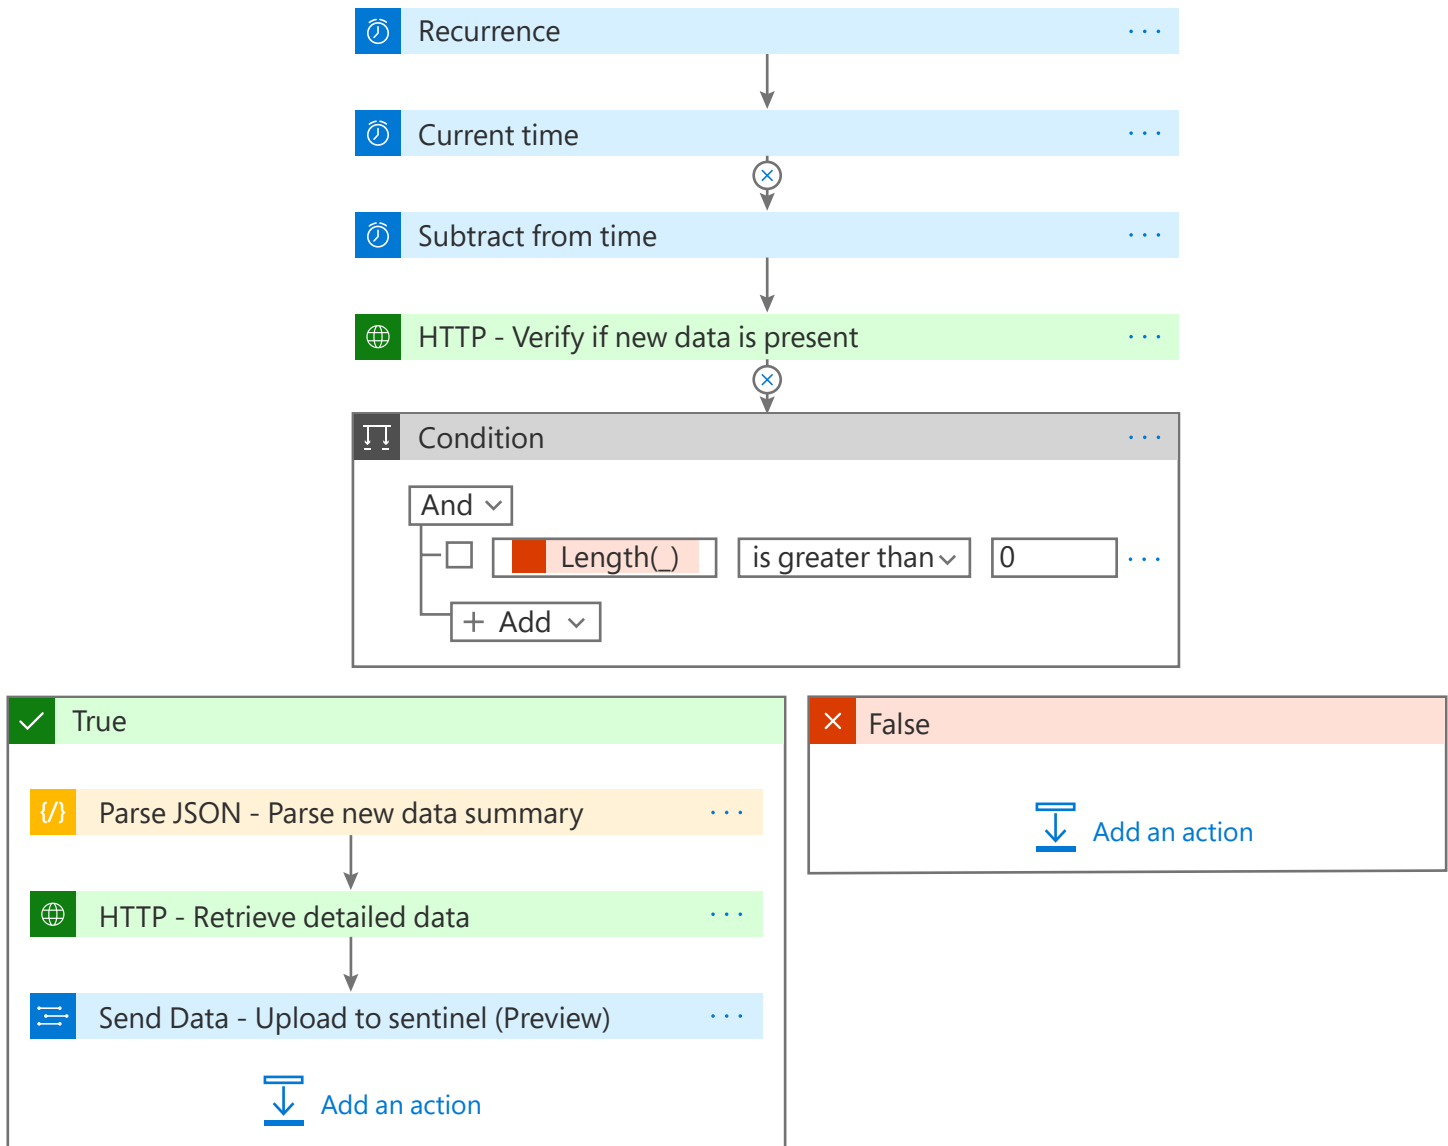 Recurrence
Current time
Subtract from time
HTTP - Verify if new data is present
Condition
And
Length(_) is greater than 0
+ Add
True
False
{/} Parse JSON - Parse new data summary
Add an action
HTTP - Retrieve detailed data
Send Data - Upload to sentinel (Preview)
Add an action